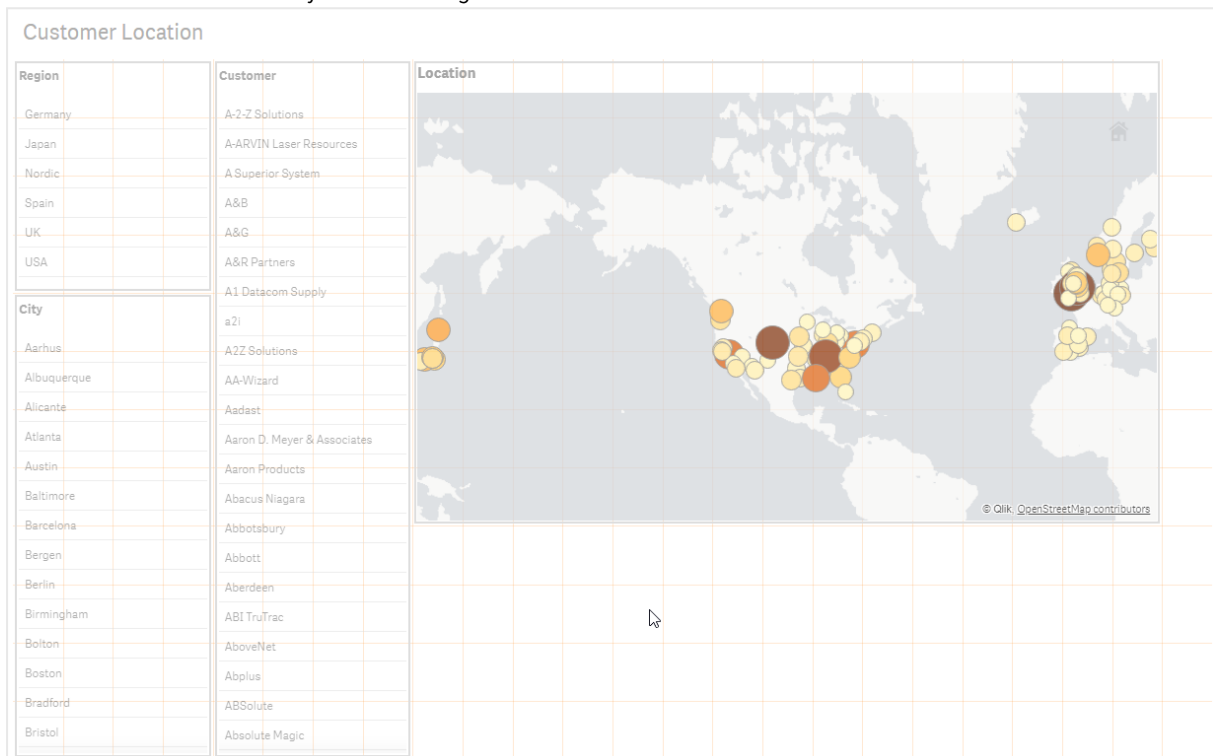 Customer Location
Region
Germany
Japan
Nordic
Spain
UK
USA
City
Aarhus
Albuquerque
Alicante
Atlanta
Austin
Baltimore
Barcelona
Bergen
Berlin
Birmingham
Bolton
Boston
Bradford
Bristol
Customer
A-2-Z Solutions
A-ARVIN Laser Resources
A Superior System
A&B
A&G
A&R Partners
A1 Datacom Supply
a2i
A2Z Solutions
AA-Wizard
Aadast
Aaron D. Meyer & Associates
Aaron Products
Abacus Niagara
Abbotsbury
Abbott
Aberdeen
ABI TruTrac
AboveNet
Abplus
ABSolute
Absolute Magic
Location
© Qlik, OpenStreetMap contributors